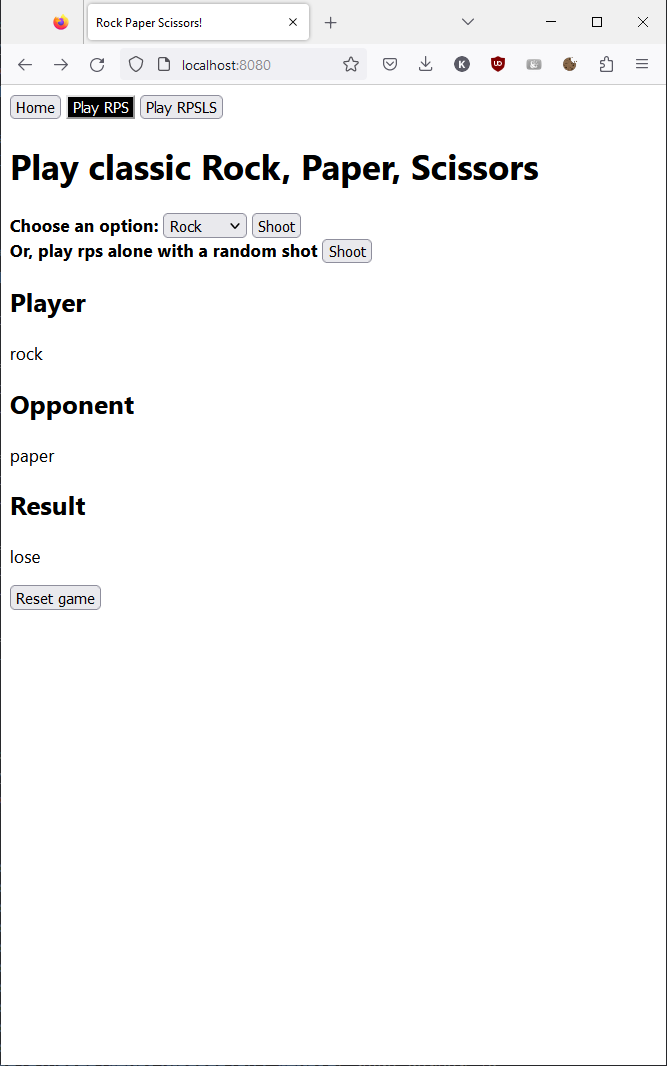 Rock Paper Scissors!
localhost:8080
K
UD
Home Play RPS Play RPSLS
Play classic Rock, Paper, Scissors
Choose an option: Rock Shoot
Or, play rps alone with a random shot Shoot
Player
rock
Opponent
paper
Result
lose
Reset game